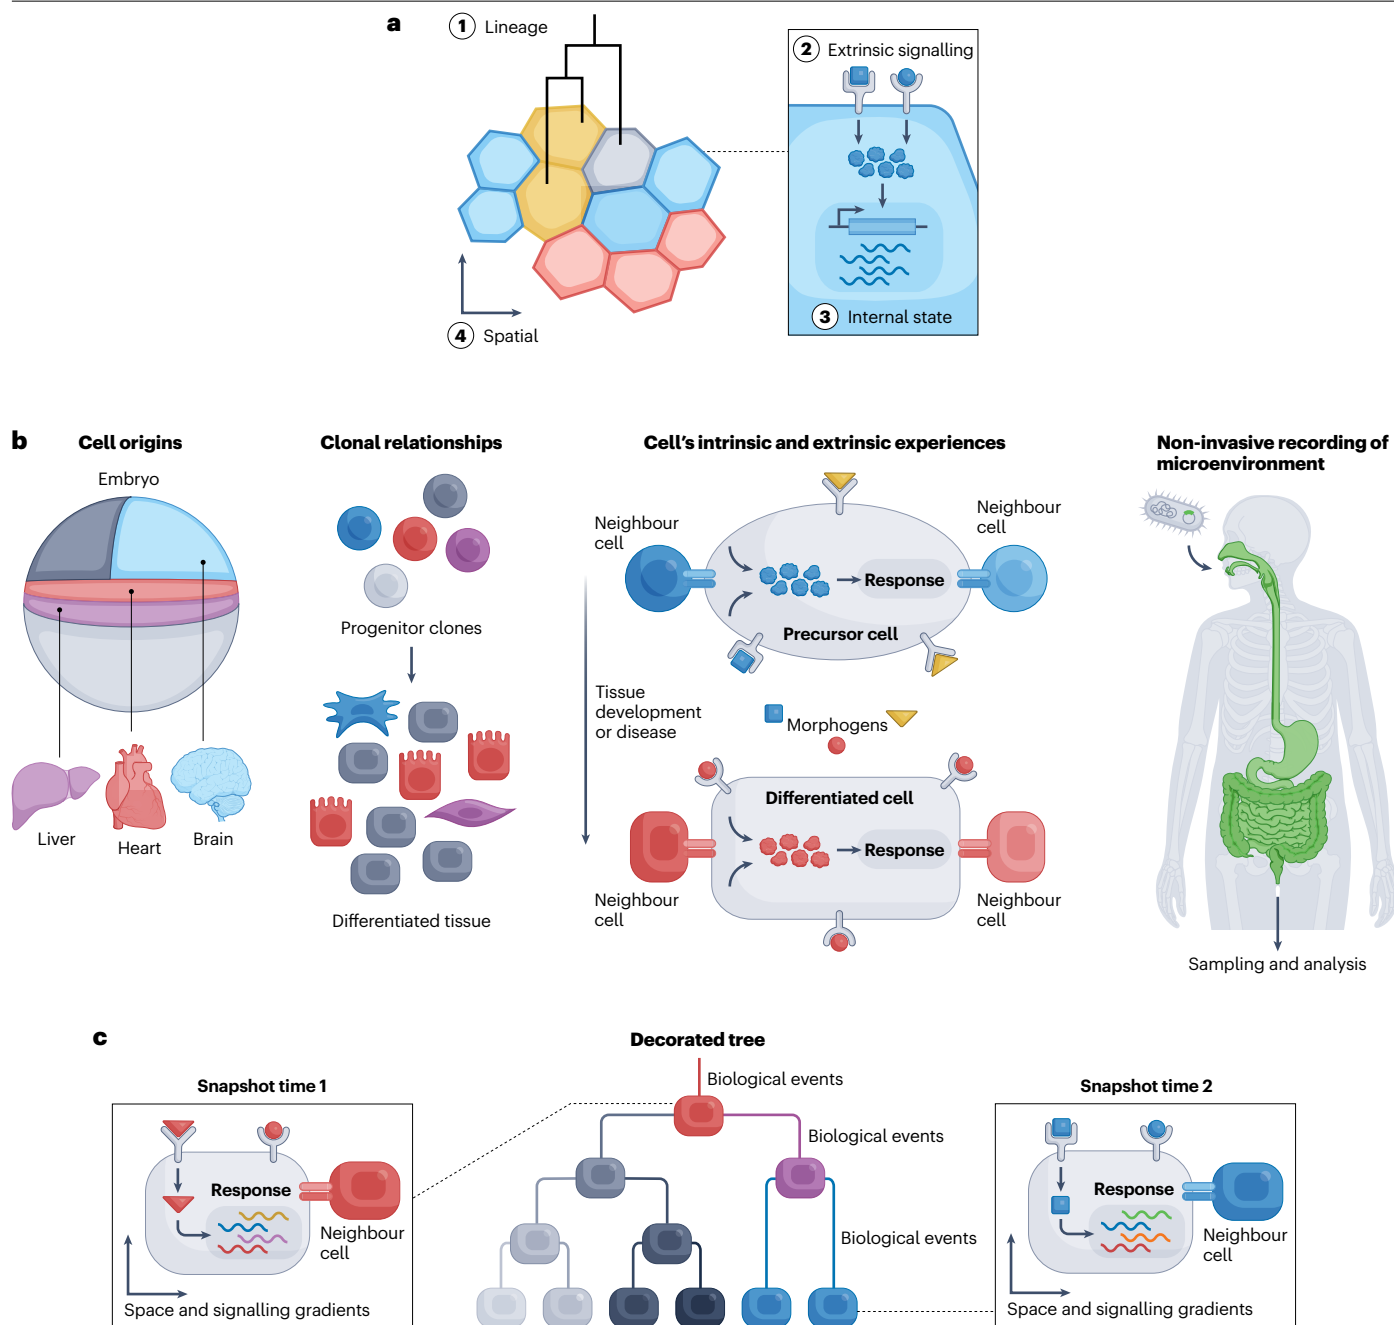 a
1 Lineage
2 Extrinsic signalling
3 Internal state
4 Spatial
b
Cell origins
Embryo
Liver
Heart
Brain
Clonal relationships
Progenitor clones
Differentiated tissue
Cell's intrinsic and extrinsic experiences
Neighbour
cell
Neighbour
cell
Response
Precursor cell
Tissue
development
or disease
Morphogens
Differentiated cell
Response
Neighbour
cell
Neighbour
cell
Non-invasive recording of
microenvironment
Sampling and analysis
c
Decorated tree
Snapshot time 1
Response
Neighbour
cell
Space and signalling gradients
Biological events
Biological events
Biological events
Snapshot time 2
Response
Neighbour
cell
Space and signalling gradients